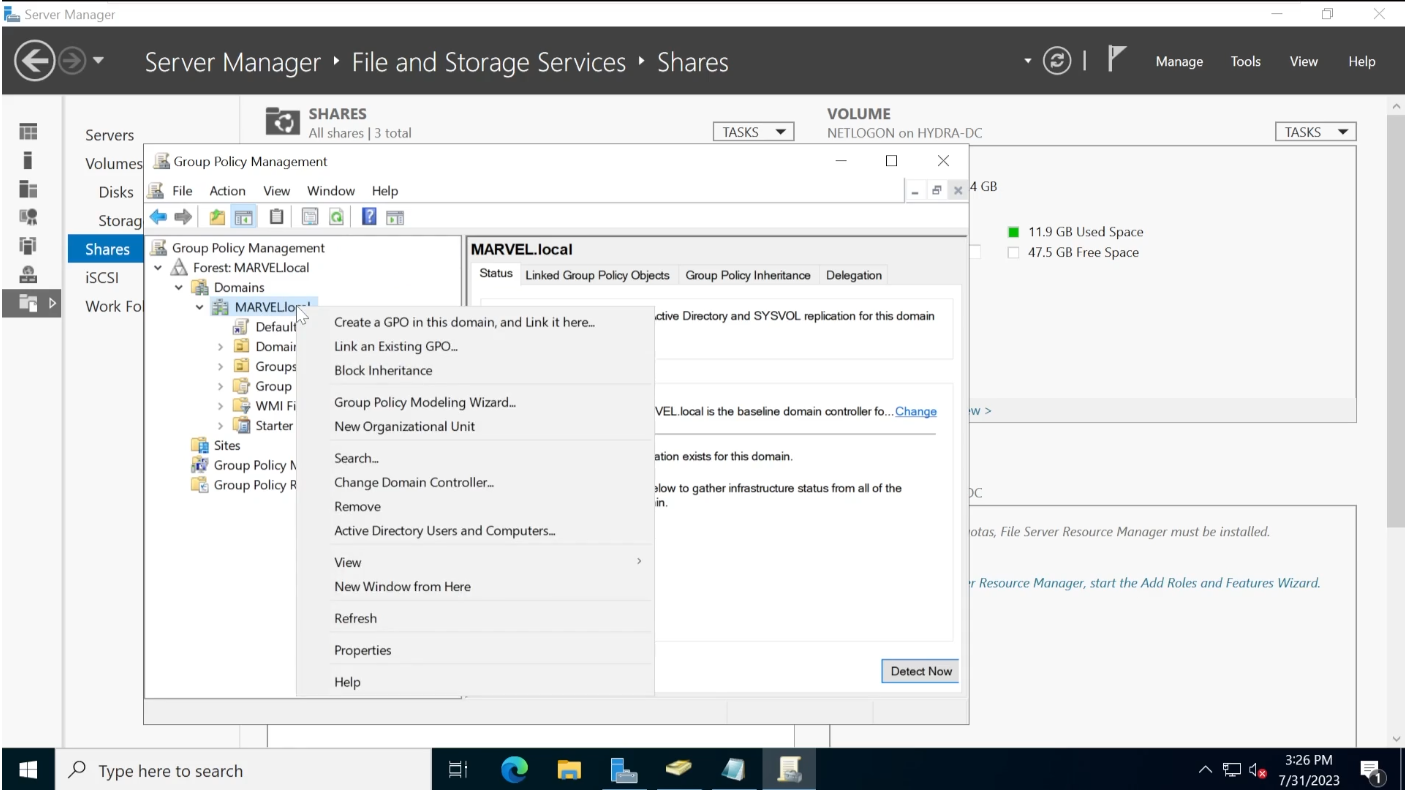 Server Manager
Server Manager • File and Storage Services • Shares
Manage Tools View Help
Servers
Volumes
Disks
Storag
Shares
iSCSI
Work Fo
SHARES
All shares | 3 total
TASKS
VOLUME
NETLOGON on HYDRA-DC
TASKS
4 GB
11.9 GB Used Space
47.5 GB Free Space
ew >
DC
otas, File Server Resource Manager must be installed.
r Resource Manager, start the Add Roles and Features Wizard.
Group Policy Management
File Action View Window Help
Group Policy Management
Forest: MARVEL.local
Domains
MARVEL.local
Default
Domain
Groups
Group
WMI Fi
Starter
Sites
Group Policy M
Group Policy R
MARVEL.local
Status Linked Group Policy Objects Group Policy Inheritance Delegation
ctive Directory and SYSVOL replication for this domain
VEL.local is the baseline domain controller fo... Change
ation exists for this domain.
elow to gather infrastructure status from all of the
in.
Detect Now
Create a GPO in this domain, and Link it here...
Link an Existing GPO...
Block Inheritance
Group Policy Modeling Wizard...
New Organizational Unit
Search...
Change Domain Controller...
Remove
Active Directory Users and Computers...
View
New Window from Here
Refresh
Properties
Help
Type here to search
3:26 PM
7/31/2023
1